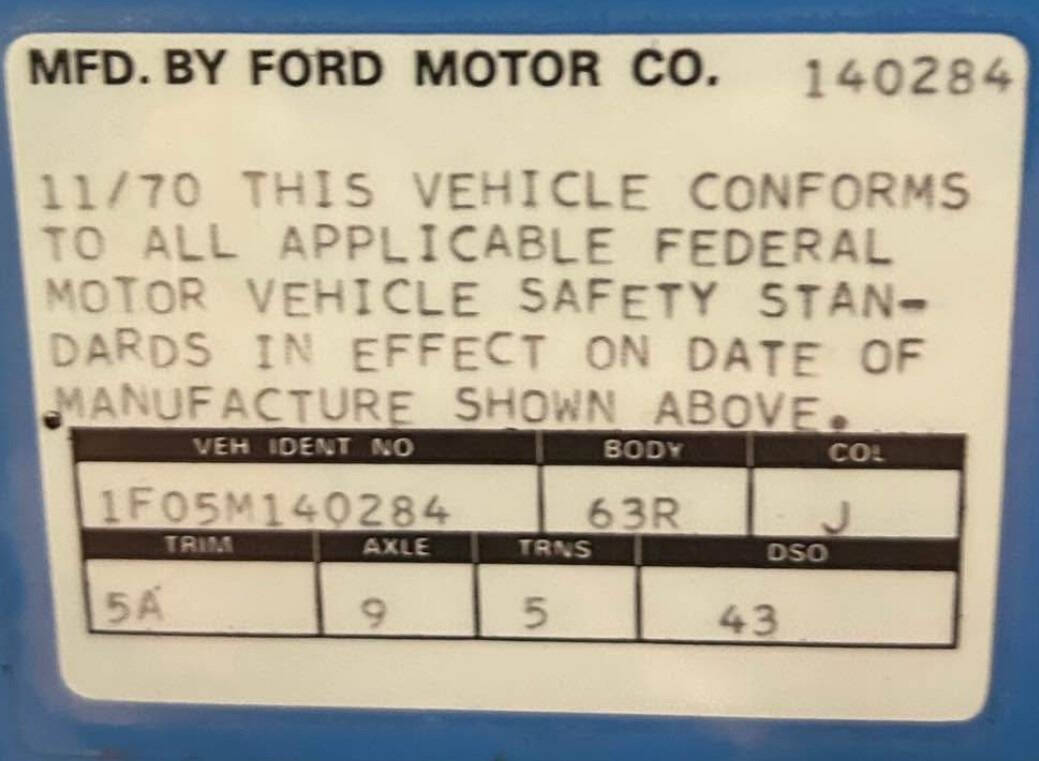 MFD. BY FORD MOTOR CO. 140284
11/70 THIS VEHICLE CONFORMS
TO ALL APPLICABLE FEDERAL
MOTOR VEHICLE SAFETY STAN-
DARDS IN EFFECT ON DATE OF
MANUFACTURE SHOWN ABOVE.
VEH IDENT NO BODY COL
1F05M140284 63R J
TRIM AXLE TRNS DSO
5A 9 5 43